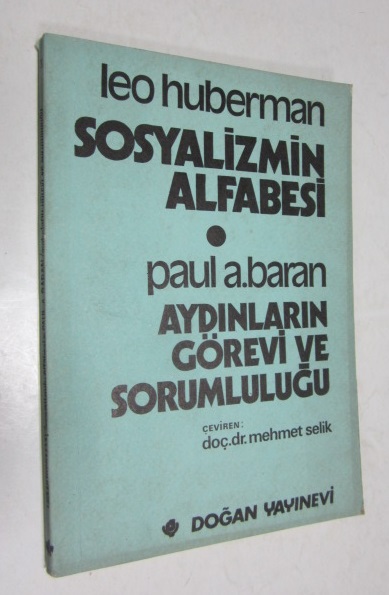 leo huberman
SOSYALİZMİN
ALFABESİ
paul a.baran
AYDINLARIN
GÖREVİ VE
SORUMLULUĞU
ÇEVİREN:
doç.dr.mehmet selik
DOĞAN YAYINEVİ